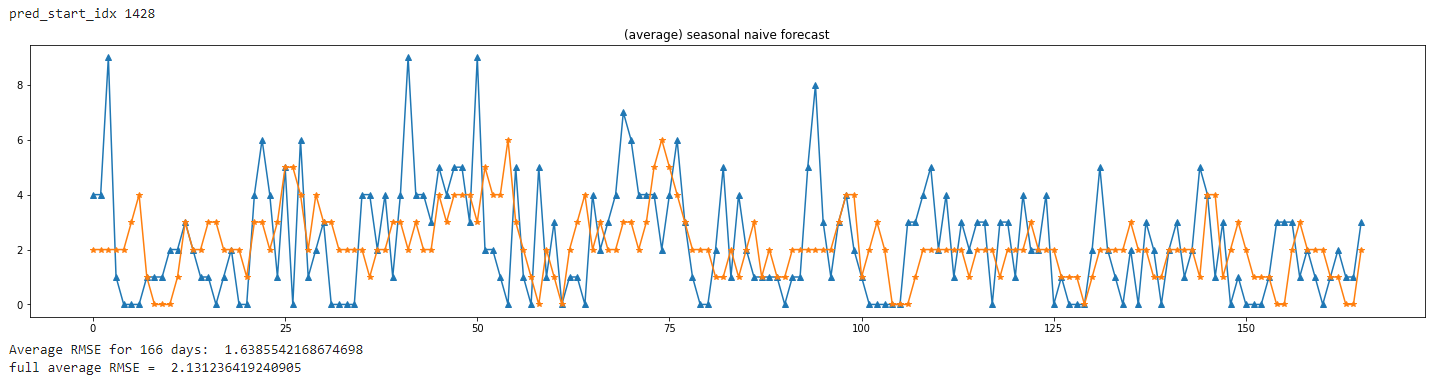 pred_start_idx 1428
(average) seasonal naive forecast
8
6
4
2
0
0 25 50 75 100 125 150
Average RMSE for 166 days:  1.6385542168674698
full average RMSE =  2.131236419240905